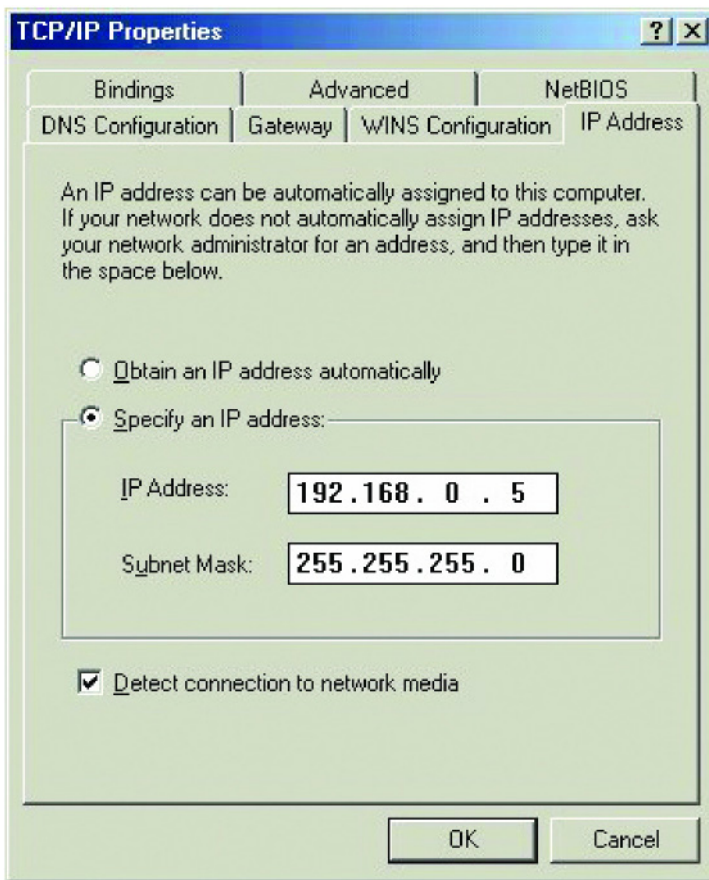 TCP/IP Properties
Bindings
Advanced
NetBIOS
DNS Configuration
Gateway
WINS Configuration
IP Address
An IP address can be automatically assigned to this computer.
If your network does not automatically assign IP addresses, ask
your network administrator for an address, and then type it in
the space below.
Obtain an IP address automatically
Specify an IP address:
IP Address:
192.168. 0 . 5
Subnet Mask:
255.255.255. 0
Detect connection to network media
OK
Cancel